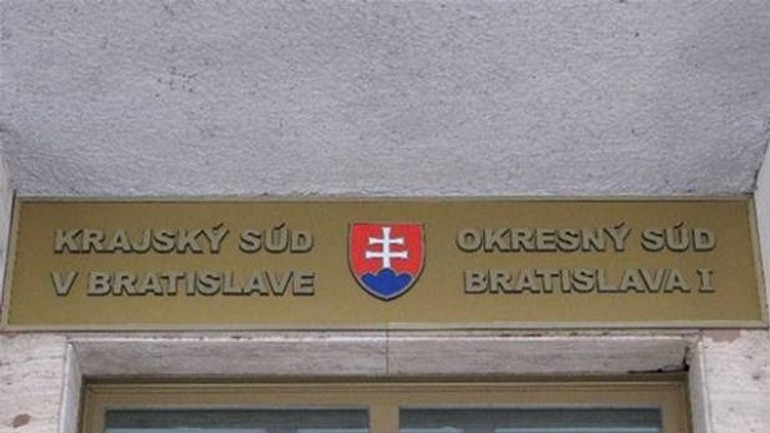 KRAJSKÝ SÚD
V BRATISLAVE
OKRESNÝ SÚD
BRATISLAVA I